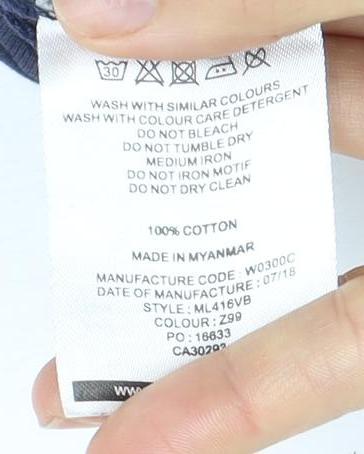 30
WASH WITH SIMILAR COLOURS
WASH WITH COLOUR CARE DETERGENT
DO NOT BLEACH
DO NOT TUMBLE DRY
MEDIUM IRON
DO NOT IRON MOTIF
DO NOT DRY CLEAN
100% COTTON
MADE IN MYANMAR
MANUFACTURE CODE : W0300C
DATE OF MANUFACTURE : 07/18
STYLE : ML416VB
COLOUR : Z99
PO : 16633